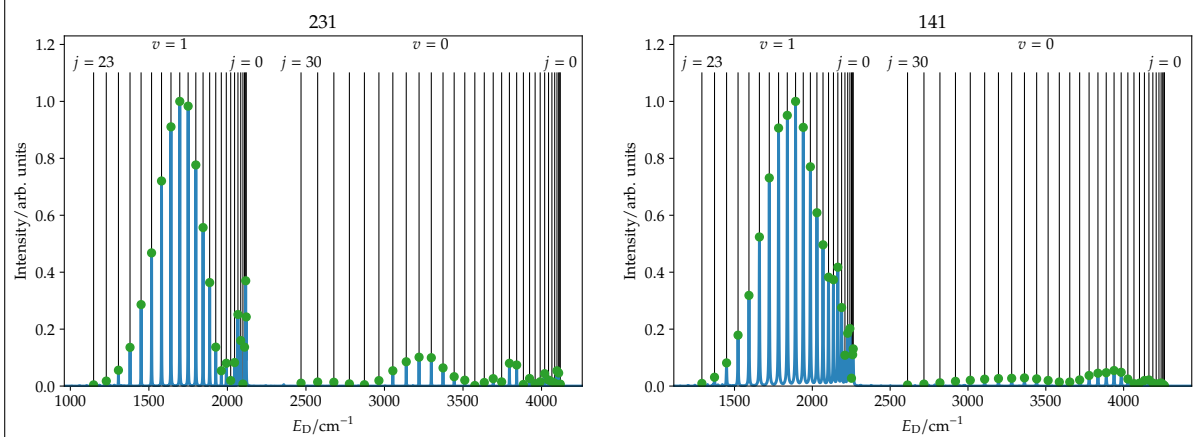 231
v = 1
v = 0
j = 23
j = 0
j = 30
j = 0
1.2
1.0
0.8
0.6
0.4
0.2
0.0
Intensity/arb. units
1000
1500
2000
2500
3000
3500
4000
E_D/cm⁻¹
141
v = 1
v = 0
j = 23
j = 0
j = 30
j = 0
1.2
1.0
0.8
0.6
0.4
0.2
0.0
Intensity/arb. units
1500
2000
2500
3000
3500
4000
E_D/cm⁻¹